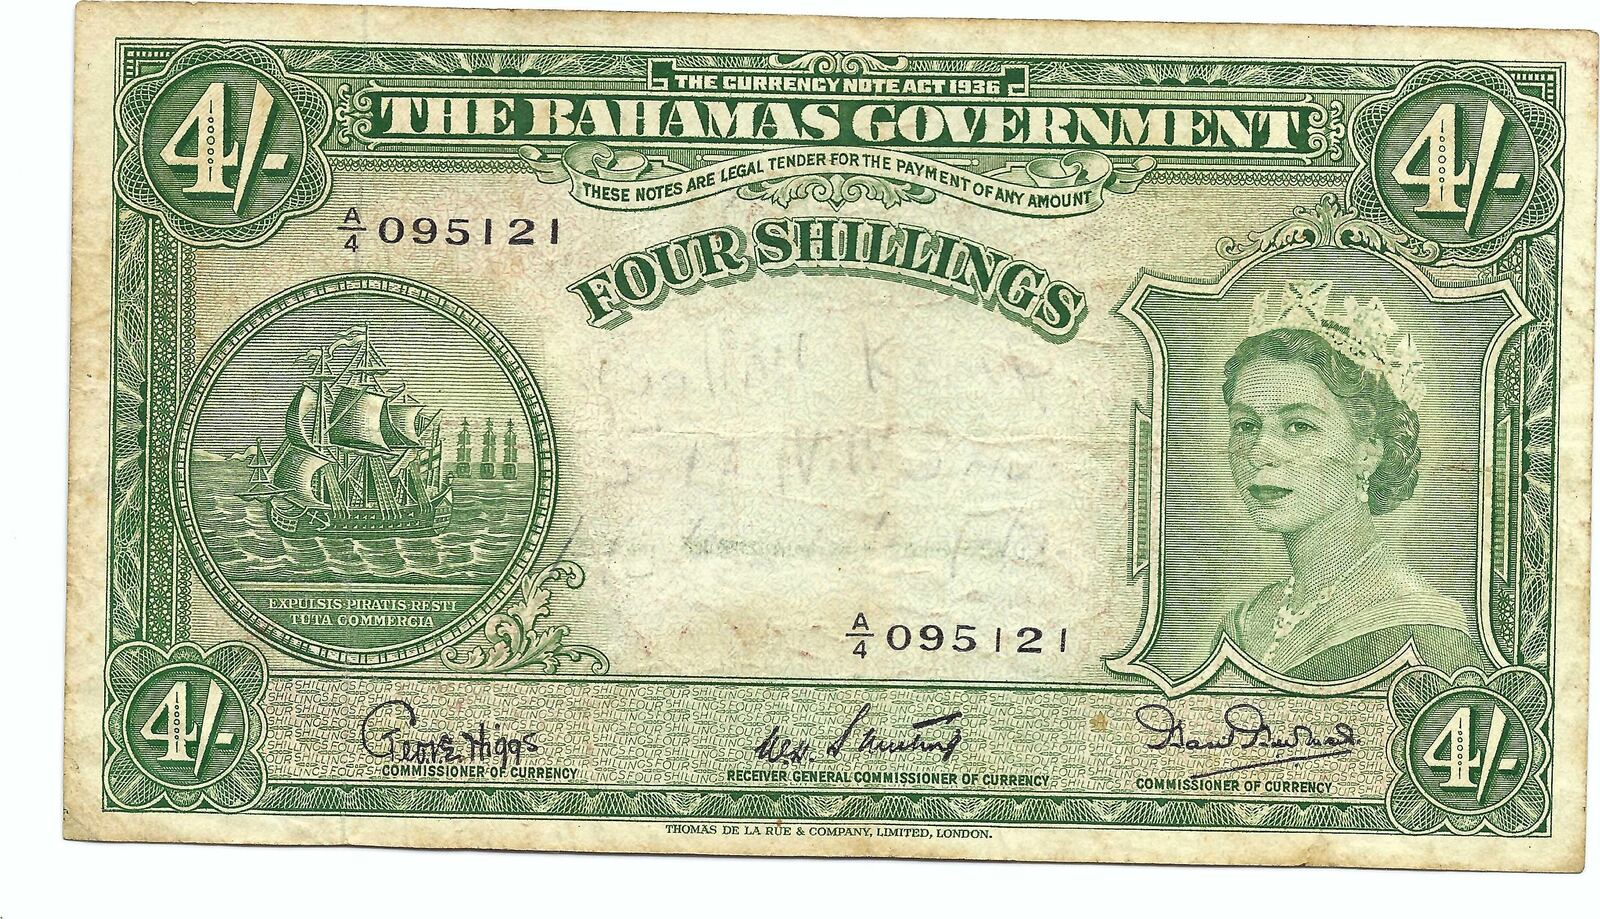 THE CURRENCY NOTE ACT 1936
4/-
THE BAHAMAS GOVERNMENT
4/-
THESE NOTES ARE LEGAL TENDER FOR THE PAYMENT OF ANY AMOUNT
A/4 095121
FOUR SHILLINGS
EXPULSIS PIRATIS RESTI
TUTA COMMERCIA
A/4 095121
4/-
Geo. E. Higgs
COMMISSIONER OF CURRENCY
RECEIVER GENERAL COMMISSIONER OF CURRENCY
COMMISSIONER OF CURRENCY
4/-
THOMAS DE LA RUE & COMPANY, LIMITED, LONDON.